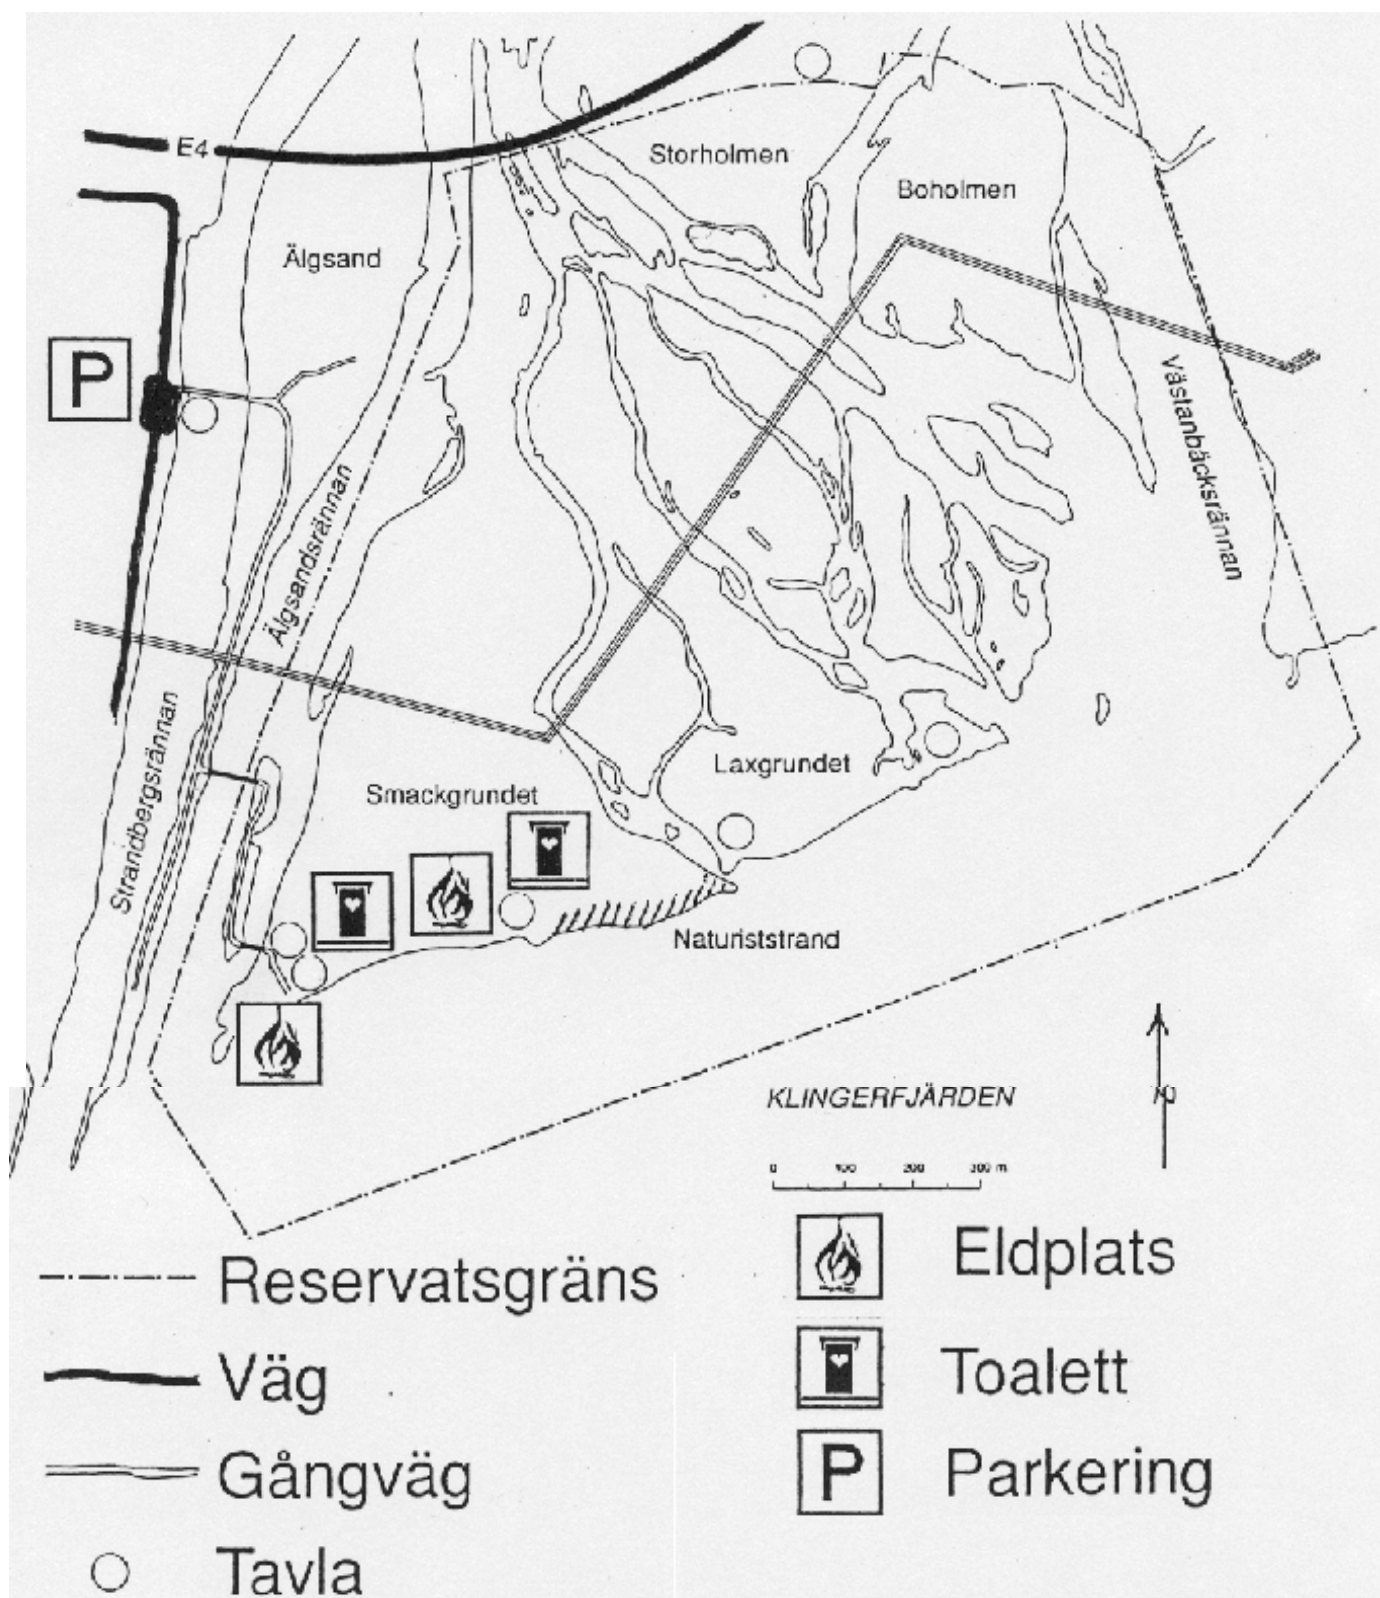 E4
Storholmen
Boholmen
Älgsand
P
Västanbäcksrännan
Älgsandsrännan
Strandbergsrännan
Laxgrundet
Smackgrundet
Naturiststrand
KLINGERFJÄRDEN
N
0 100 200 300 m
Reservatsgräns
Väg
Gångväg
Tavla
Eldplats
Toalett
P Parkering